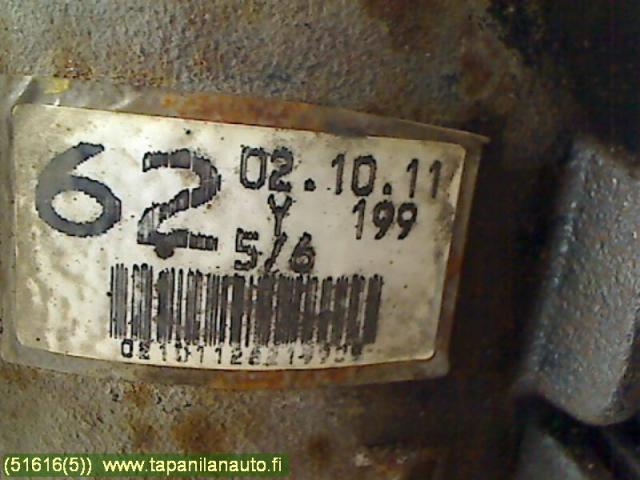 62 02.10.11
Y 199
5/6
(51616(5)) www.tapanilanauto.fi